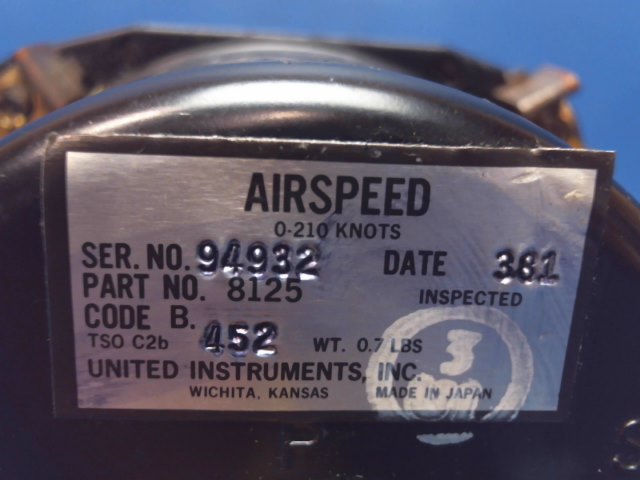 AIRSPEED
0-210 KNOTS
SER. NO. 94932 DATE 381
PART NO. 8125 INSPECTED
CODE B. 452
TSO C2b WT. 0.7 LBS
3
UNITED INSTRUMENTS, INC.
WICHITA, KANSAS MADE IN JAPAN